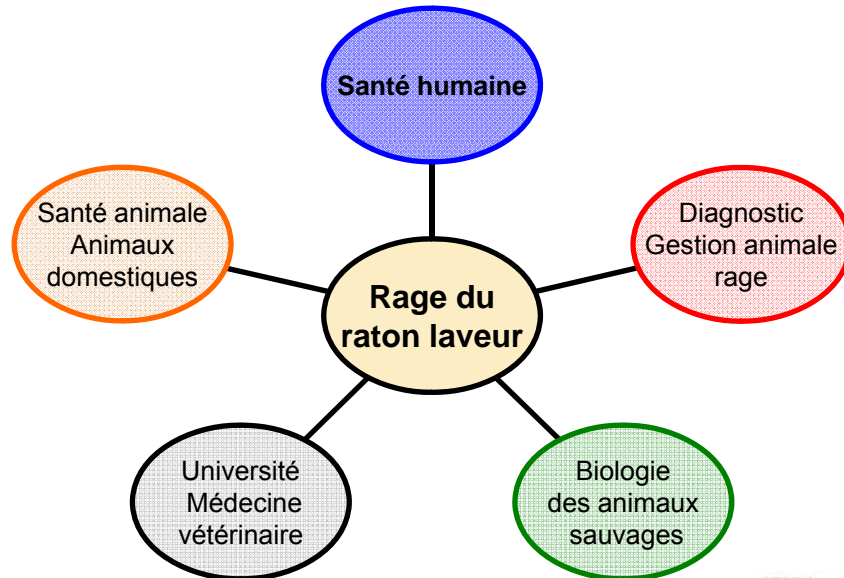 Santé humaine
Santé animale
Animaux
domestiques
Diagnostic
Gestion animale
rage
Rage du
raton laveur
Université
Médecine
vétérinaire
Biologie
des animaux
sauvages